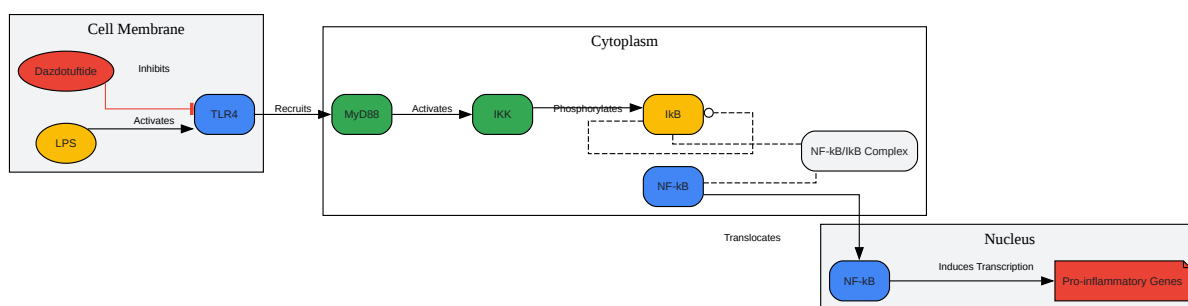 Cell Membrane
Dazdotuftide
Inhibits
TLR4
Activates
LPS
Recruits
Cytoplasm
MyD88
Activates
IKK
Phosphorylates
IkB
NF-kB/IkB Complex
NF-kB
Translocates
Nucleus
NF-kB
Induces Transcription
Pro-inflammatory Genes